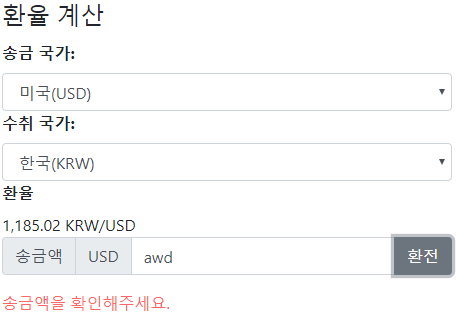 환율 계산
송금 국가:
미국(USD)
수취 국가:
한국(KRW)
환율
1,185.02 KRW/USD
송금액 USD awd 환전
송금액을 확인해주세요.